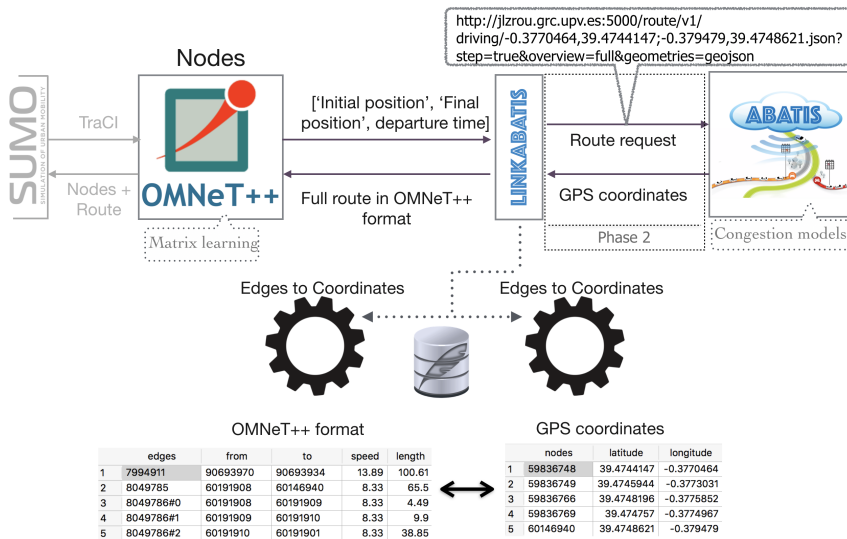 http://jlzrou.grc.upv.es:5000/route/v1/
driving/-0.3770464,39.4744147;-0.379479,39.4748621.json?
step=true&overview=full&geometries=geojson
Nodes
SUMO
SIMULATION OF URBAN MOBILITY
TraCI
Nodes +
Route
OMNeT++
Matrix learning
['Initial position', 'Final
position', departure time]
Full route in OMNeT++
format
LINKABATIS
Route request
GPS coordinates
Phase 2
ABATIS
Congestion models
Edges to Coordinates
Edges to Coordinates
OMNeT++ format
edges from to speed length
1 7994911 90693970 90693934 13.89 100.61
2 8049785 60191908 60146940 8.33 65.5
3 8049786#0 60191908 60191909 8.33 4.49
4 8049786#1 60191909 60191910 8.33 9.9
5 8049786#2 60191910 60191901 8.33 38.85
GPS coordinates
nodes latitude longitude
1 59836748 39.4744147 -0.3770464
2 59836749 39.4745944 -0.3773031
3 59836766 39.4748196 -0.3775852
4 59836769 39.474757 -0.3774967
5 60146940 39.4748621 -0.379479